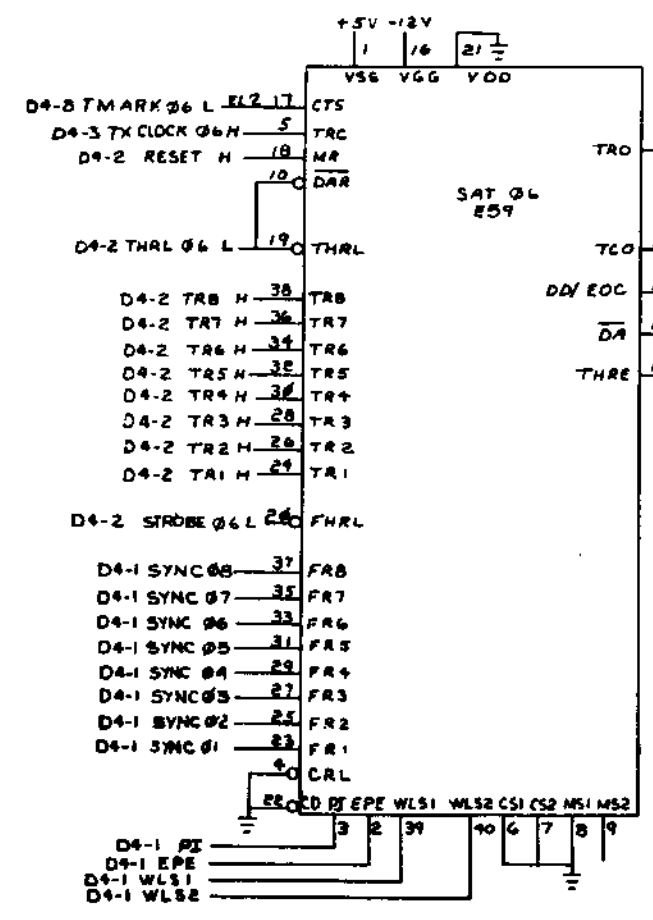 +5V -12V
1 16 21
VSS VGG VDD
D4-3 TMARK Ø6 L EL2 17 CTS
D4-3 TX CLOCK Ø6 H 5 TRC
D4-2 RESET H 18 MR
TRO
10 DAR
SAT Ø6
E59
D4-2 THRL Ø6 L 19 THRL
TCO
D4-2 TR8 H 38 TR8
DD/EOC
D4-2 TR7 H 36 TR7
DA
D4-2 TR6 H 34 TR6
D4-2 TR5 H 32 TR5
THRE
D4-2 TR4 H 3Ø TR4
D4-2 TR3 H 28 TR3
D4-2 TR2 H 26 TR2
D4-2 TR1 H 24 TR1
D4-2 STROBE Ø6 L 2Ø FHRL
D4-1 SYNC Ø8 37 FR8
D4-1 SYNC Ø7 35 FR7
D4-1 SYNC Ø6 33 FR6
D4-1 SYNC Ø5 31 FR5
D4-1 SYNC Ø4 29 FR4
D4-1 SYNC Ø3 27 FR3
D4-1 SYNC Ø2 25 FR2
D4-1 SYNC Ø1 23 FR1
4 CRL
22 CD PI EPE WLS1 WLS2 CS1 CS2 MS1 MS2
3 2 39 40 6 7 8 9
D4-1 PI
D4-1 EPE
D4-1 WLS1
D4-1 WLS2